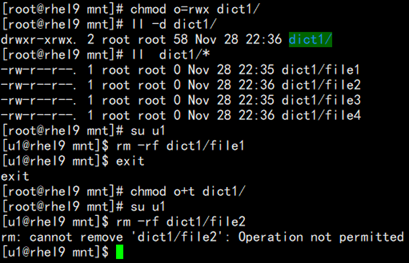 [root@rhel9 mnt]# chmod o=rwx dict1/
[root@rhel9 mnt]# ll -d dict1/
drwxr-xrwx. 2 root root 58 Nov 28 22:36 dict1/
[root@rhel9 mnt]# ll  dict1/*
-rw-r--r--. 1 root root 0 Nov 28 22:35 dict1/file1
-rw-r--r--. 1 root root 0 Nov 28 22:36 dict1/file2
-rw-r--r--. 1 root root 0 Nov 28 22:35 dict1/file3
-rw-r--r--. 1 root root 0 Nov 28 22:36 dict1/file4
[root@rhel9 mnt]# su u1
[u1@rhel9 mnt]$ rm -rf dict1/file1
[u1@rhel9 mnt]$ exit
exit
[root@rhel9 mnt]# chmod o+t dict1/
[root@rhel9 mnt]# su u1
[u1@rhel9 mnt]$ rm -rf dict1/file2
rm: cannot remove 'dict1/file2': Operation not permitted
[u1@rhel9 mnt]$